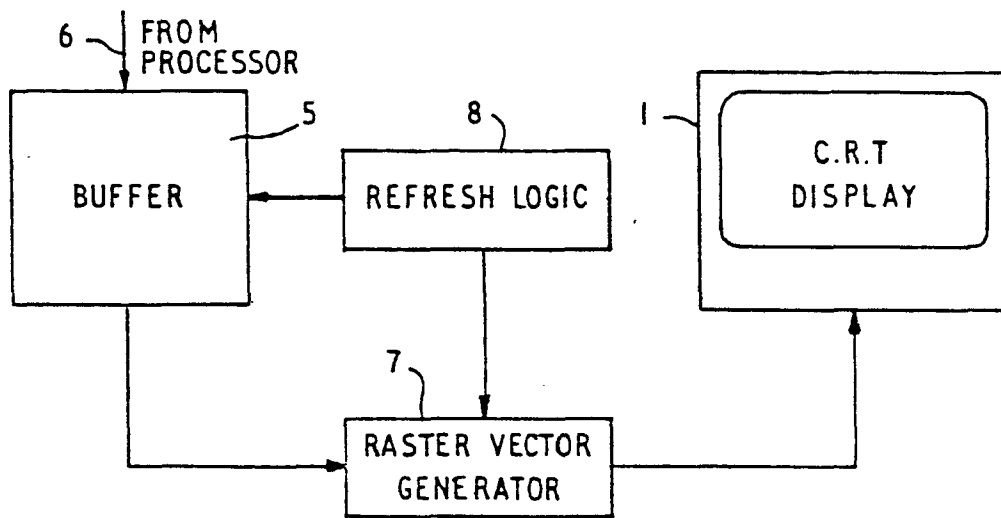 6 FROM
PROCESSOR
5
BUFFER
8
REFRESH LOGIC
1
C.R.T
DISPLAY
7
RASTER VECTOR
GENERATOR